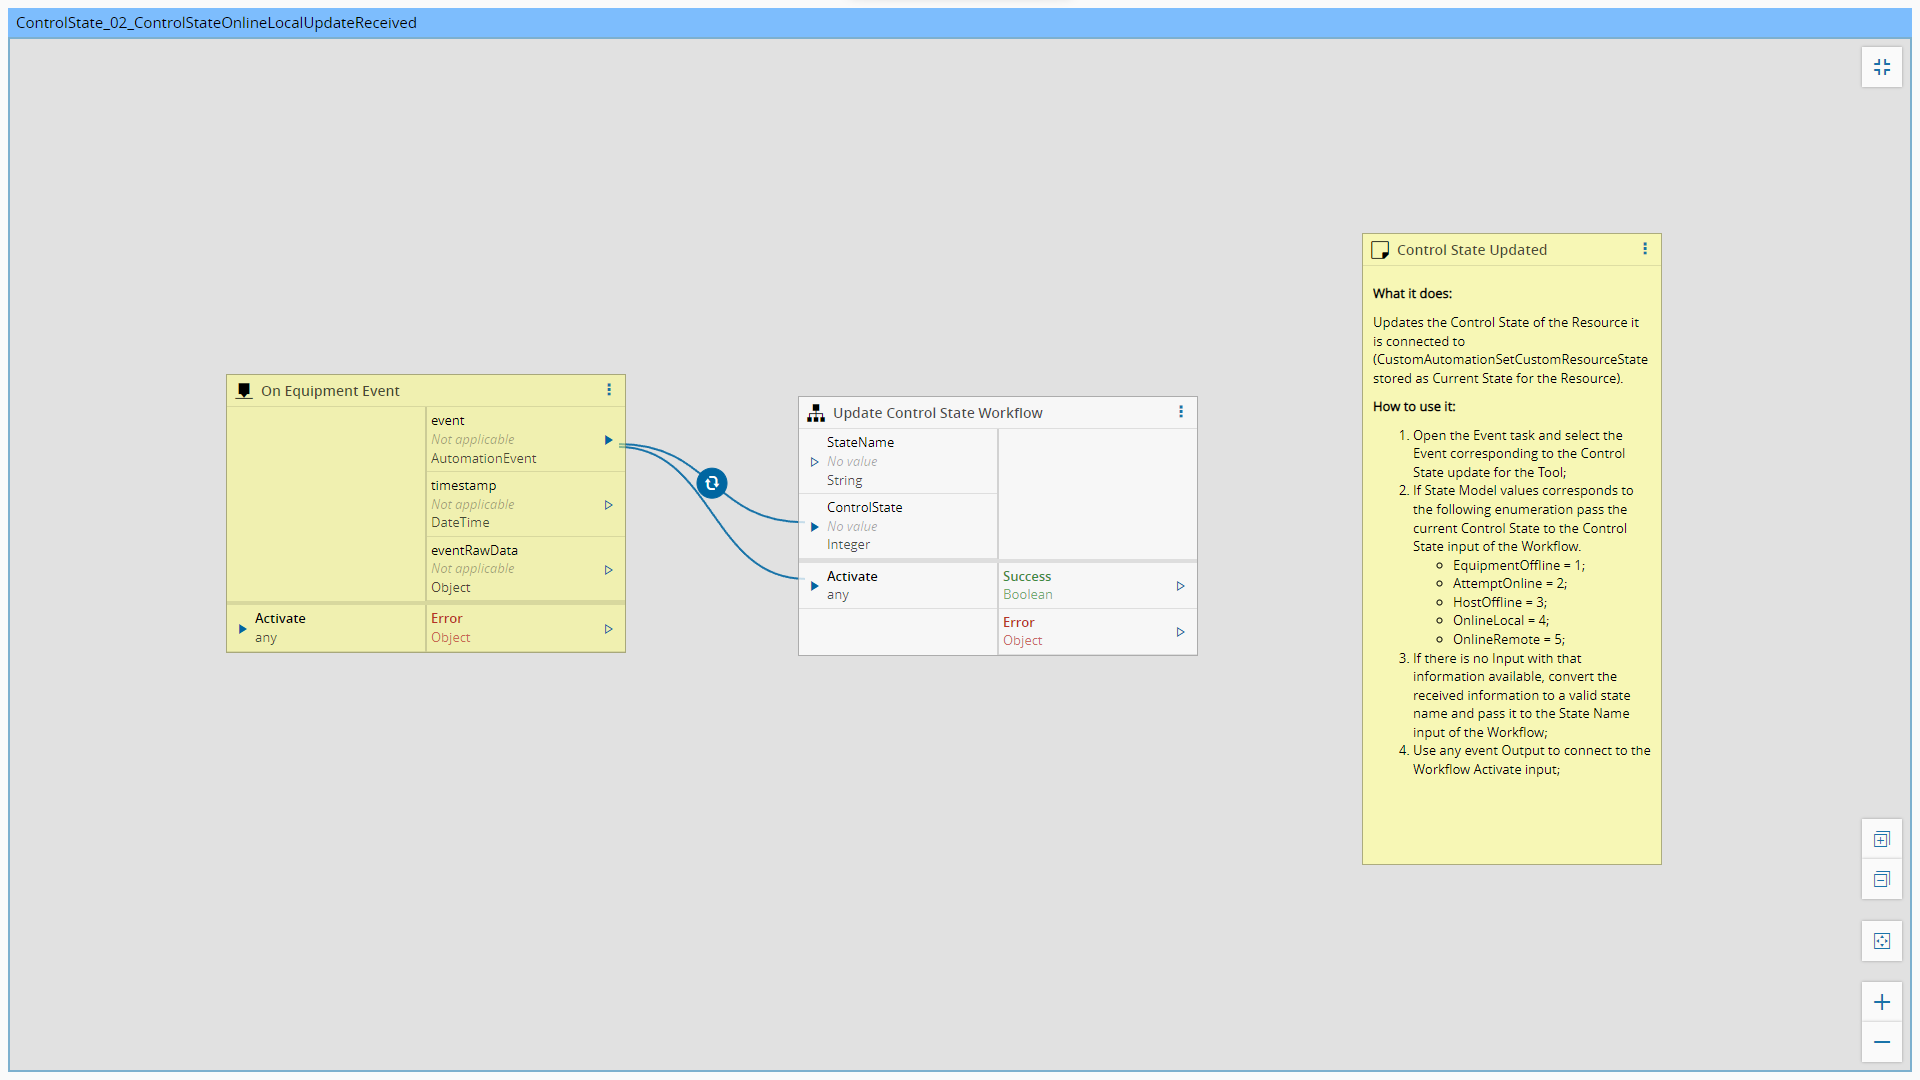 ControlState_02_ControlStateOnlineLocalUpdateReceived
On Equipment Event
event
Not applicable
AutomationEvent
timestamp
Not applicable
DateTime
eventRawData
Not applicable
Object
Activate
any
Error
Object
Update Control State Workflow
StateName
No value
String
ControlState
No value
Integer
Activate
any
Success
Boolean
Error
Object
Control State Updated
What it does:
Updates the Control State of the Resource it
is connected to
(CustomAutomationSetCustomResourceState
stored as Current State for the Resource).
How to use it:
1. Open the Event task and select the
Event corresponding to the Control
State update for the Tool;
2. If State Model values corresponds to
the following enumeration pass the
current Control State to the Control
State input of the Workflow.
EquipmentOffline = 1;
AttemptOnline = 2;
HostOffline = 3;
OnlineLocal = 4;
OnlineRemote = 5;
3. If there is no Input with that
information available, convert the
received information to a valid state
name and pass it to the State Name
input of the Workflow;
4. Use any event Output to connect to the
Workflow Activate input;